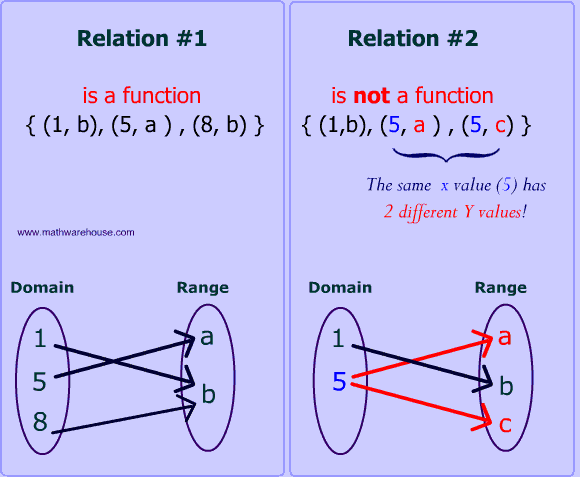 Relation #1
is a function
{ (1, b), (5, a ) , (8, b) }
www.mathwarehouse.com
Domain
Range
1
5
8
a
b
Relation #2
is not a function
{ (1,b), (5, a ) , (5, c) }
The same x value (5) has
2 different Y values!
Domain
Range
1
5
a
b
c